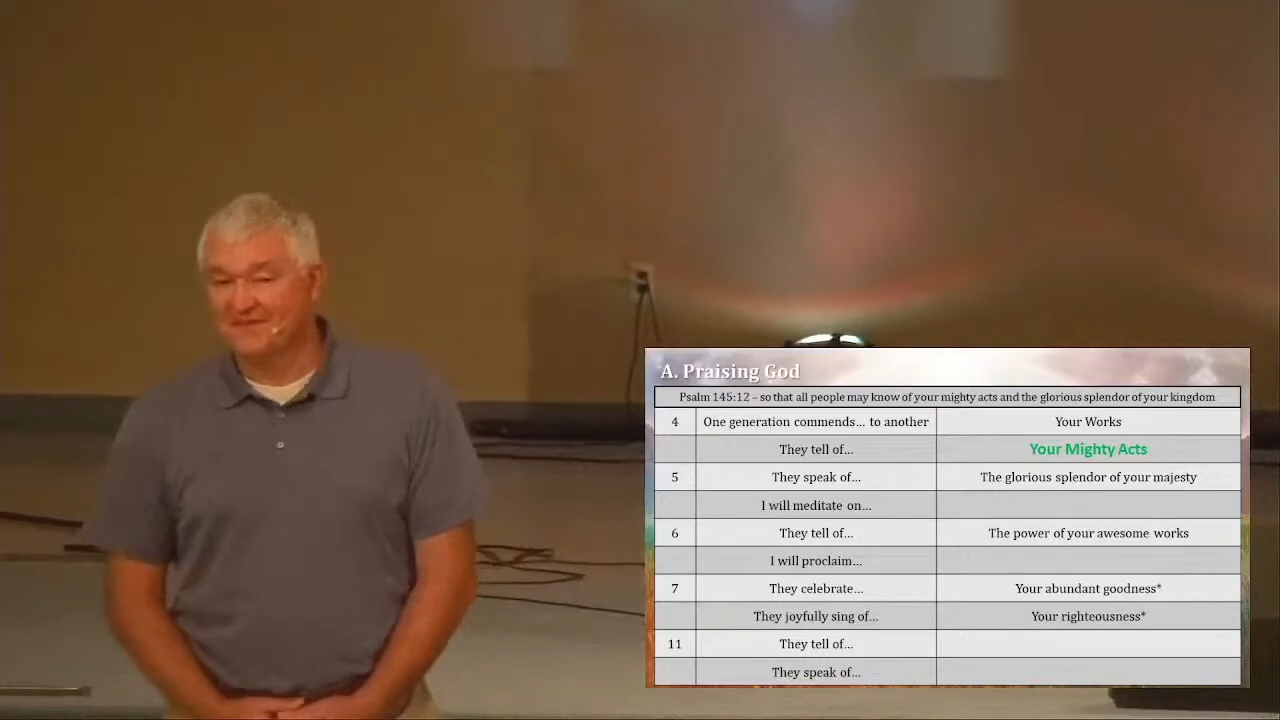 A. Praising God
Psalm 145:12 – so that all people may know of your mighty acts and the glorious splendor of your kingdom
4 One generation commends... to another Your Works
They tell of... Your Mighty Acts
5 They speak of... The glorious splendor of your majesty
I will meditate on...
6 They tell of... The power of your awesome works
I will proclaim...
7 They celebrate... Your abundant goodness*
They joyfully sing of... Your righteousness*
11 They tell of...
They speak of...